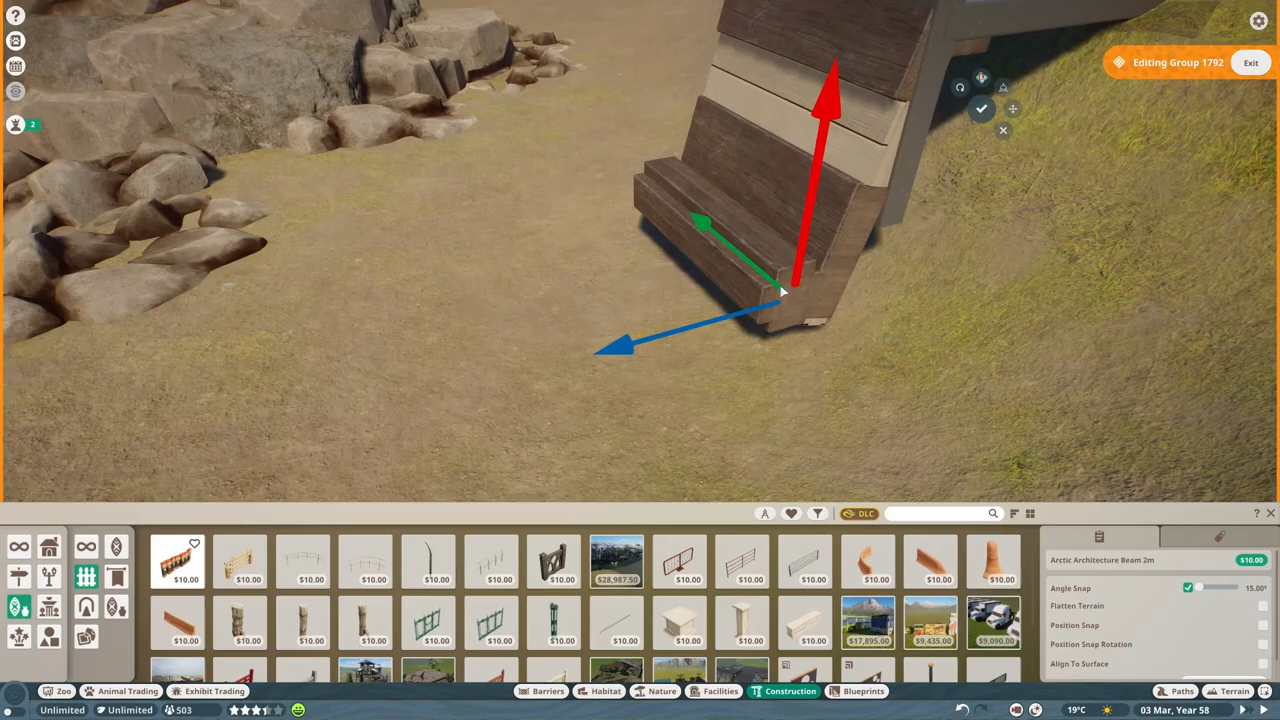 ?
Editing Group 1792
Exit
2
DLC
?
$10.00 $10.00 $10.00 $10.00 $10.00 $10.00 $10.00 $28,987.50 $10.00 $10.00 $10.00 $10.00 $10.00 $10.00
$10.00 $10.00 $10.00 $10.00 $10.00 $10.00 $10.00 $10.00 $10.00 $10.00 $10.00 $17,895.00 $9,435.00 $9,090.00
Arctic Architecture Beam 2m $10.00
Angle Snap 15.00°
Flatten Terrain
Position Snap
Position Snap Rotation
Align To Surface
Zoo Animal Trading Exhibit Trading Barriers Habitat Nature Facilities Construction Blueprints Paths Terrain
Unlimited Unlimited 503 19°C 03 Mar, Year 58